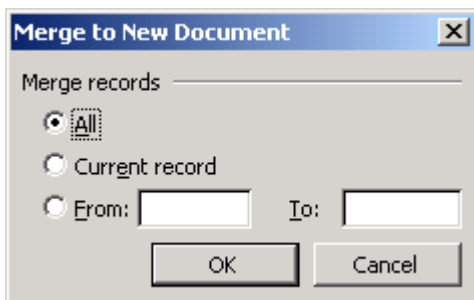 Merge to New Document
Merge records
All
Current record
From: To:
OK Cancel